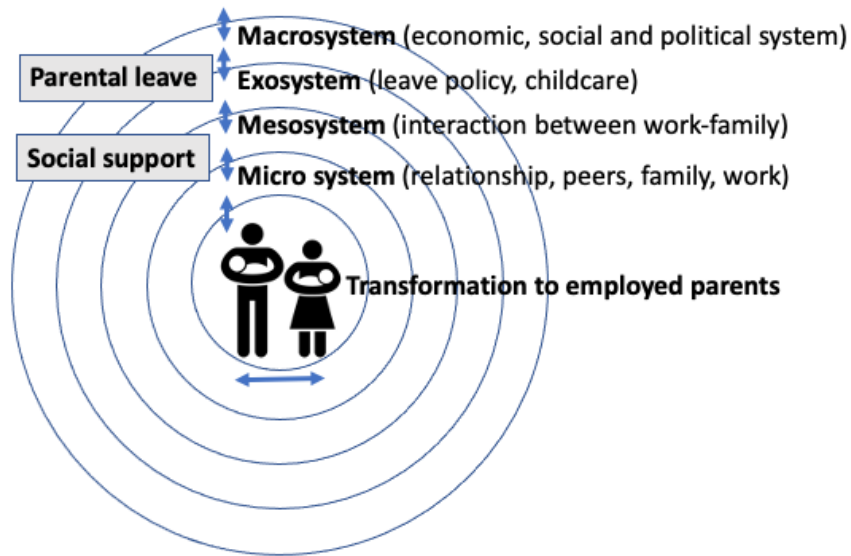 Macrosystem (economic, social and political system)
Parental leave
Exosystem (leave policy, childcare)
Mesosystem (interaction between work-family)
Social support
Micro system (relationship, peers, family, work)
Transformation to employed parents